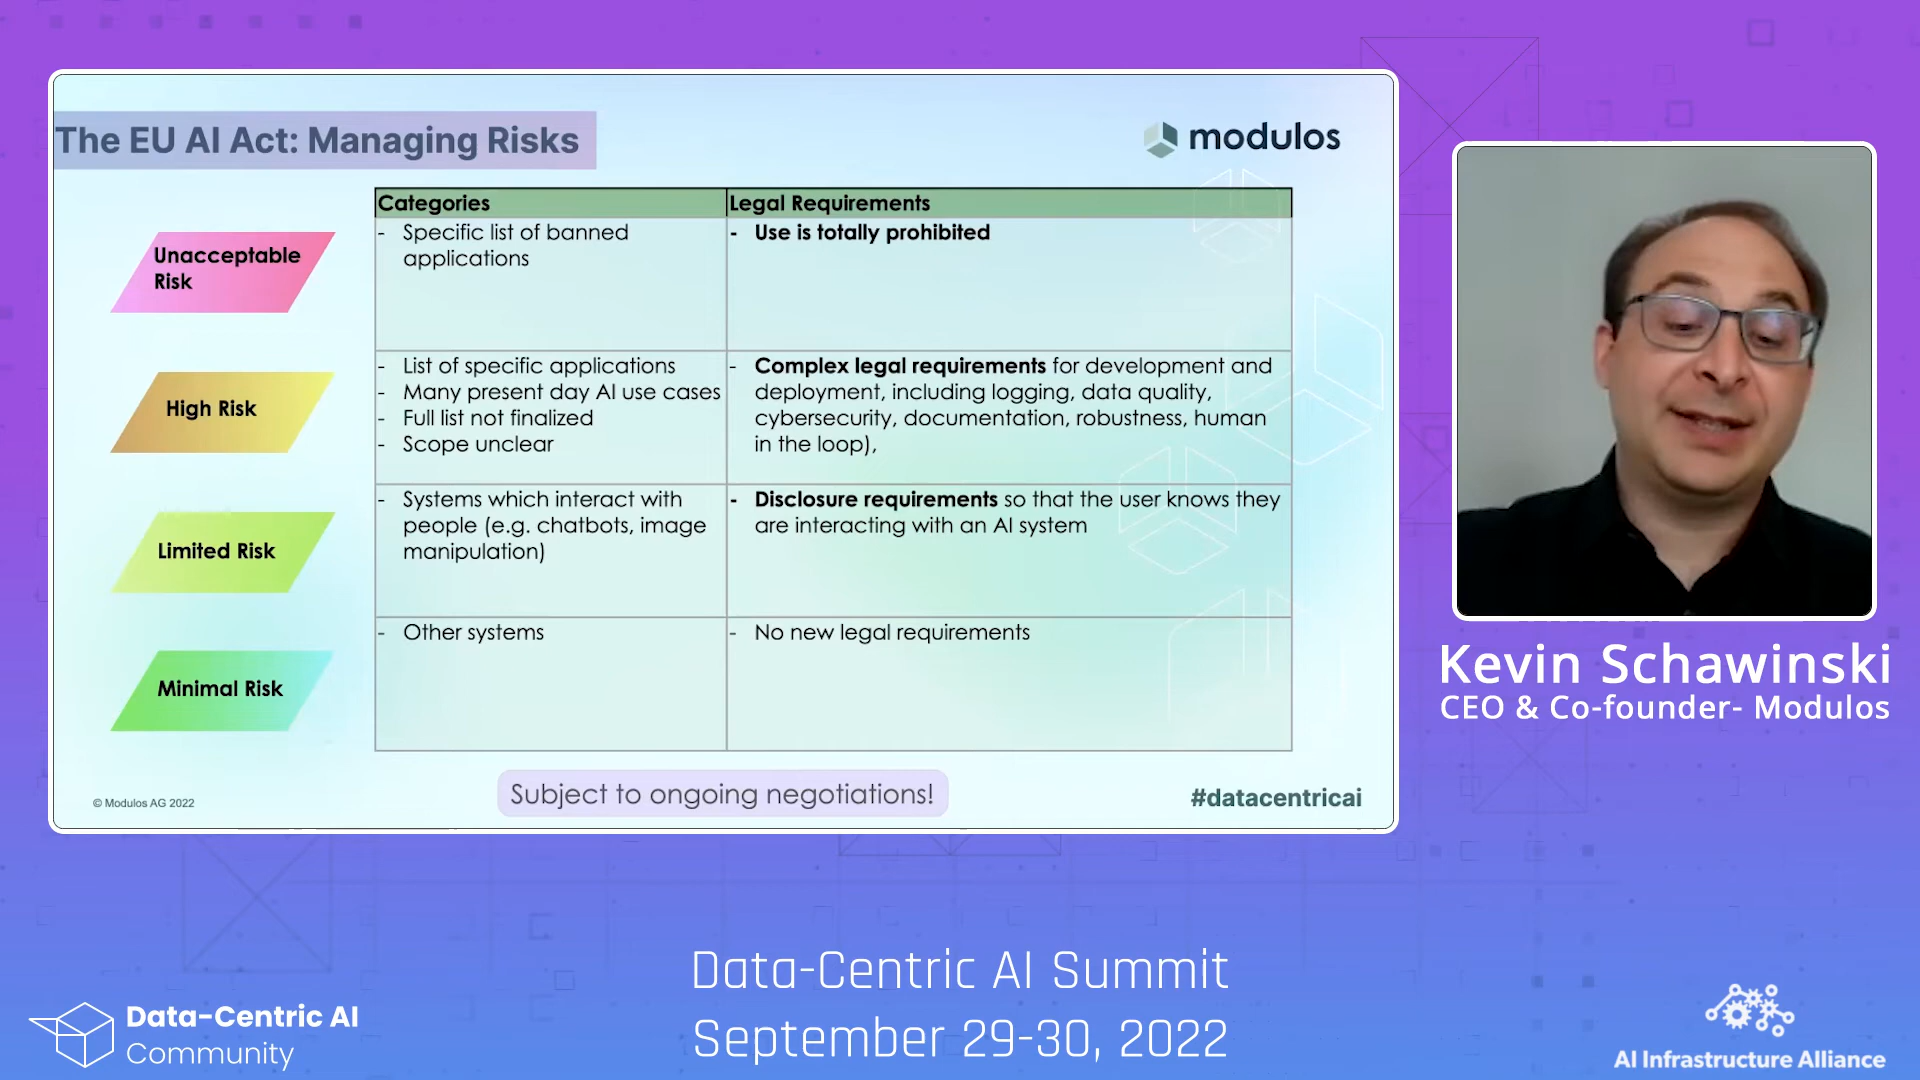 The EU AI Act: Managing Risks
modulos
Categories
Legal Requirements
Unacceptable
Risk
- Specific list of banned
applications
- Use is totally prohibited
High Risk
- List of specific applications
- Many present day AI use cases
- Full list not finalized
- Scope unclear
- Complex legal requirements for development and
deployment, including logging, data quality,
cybersecurity, documentation, robustness, human
in the loop),
Limited Risk
- Systems which interact with
people (e.g. chatbots, image
manipulation)
- Disclosure requirements so that the user knows they
are interacting with an AI system
Minimal Risk
- Other systems
- No new legal requirements
© Modulos AG 2022
Subject to ongoing negotiations!
#datacentricai
Kevin Schawinski
CEO & Co-founder- Modulos
Data-Centric AI Summit
September 29-30, 2022
Data-Centric AI
Community
AI Infrastructure Alliance